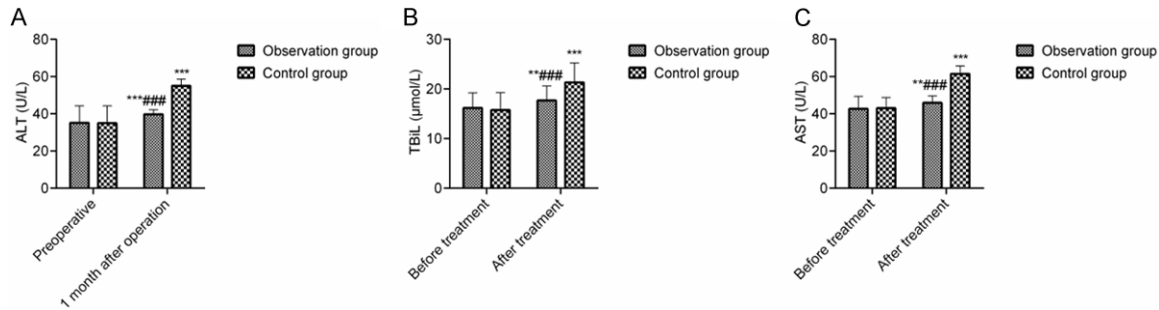 A
ALT (U/L)
80
60
40
20
0
***###
***
Preoperative
1 month after operation
Observation group
Control group
B
TBiL (μmol/L)
30
20
10
0
**###
***
Before treatment
After treatment
Observation group
Control group
C
AST (U/L)
80
60
40
20
0
**###
***
Before treatment
After treatment
Observation group
Control group